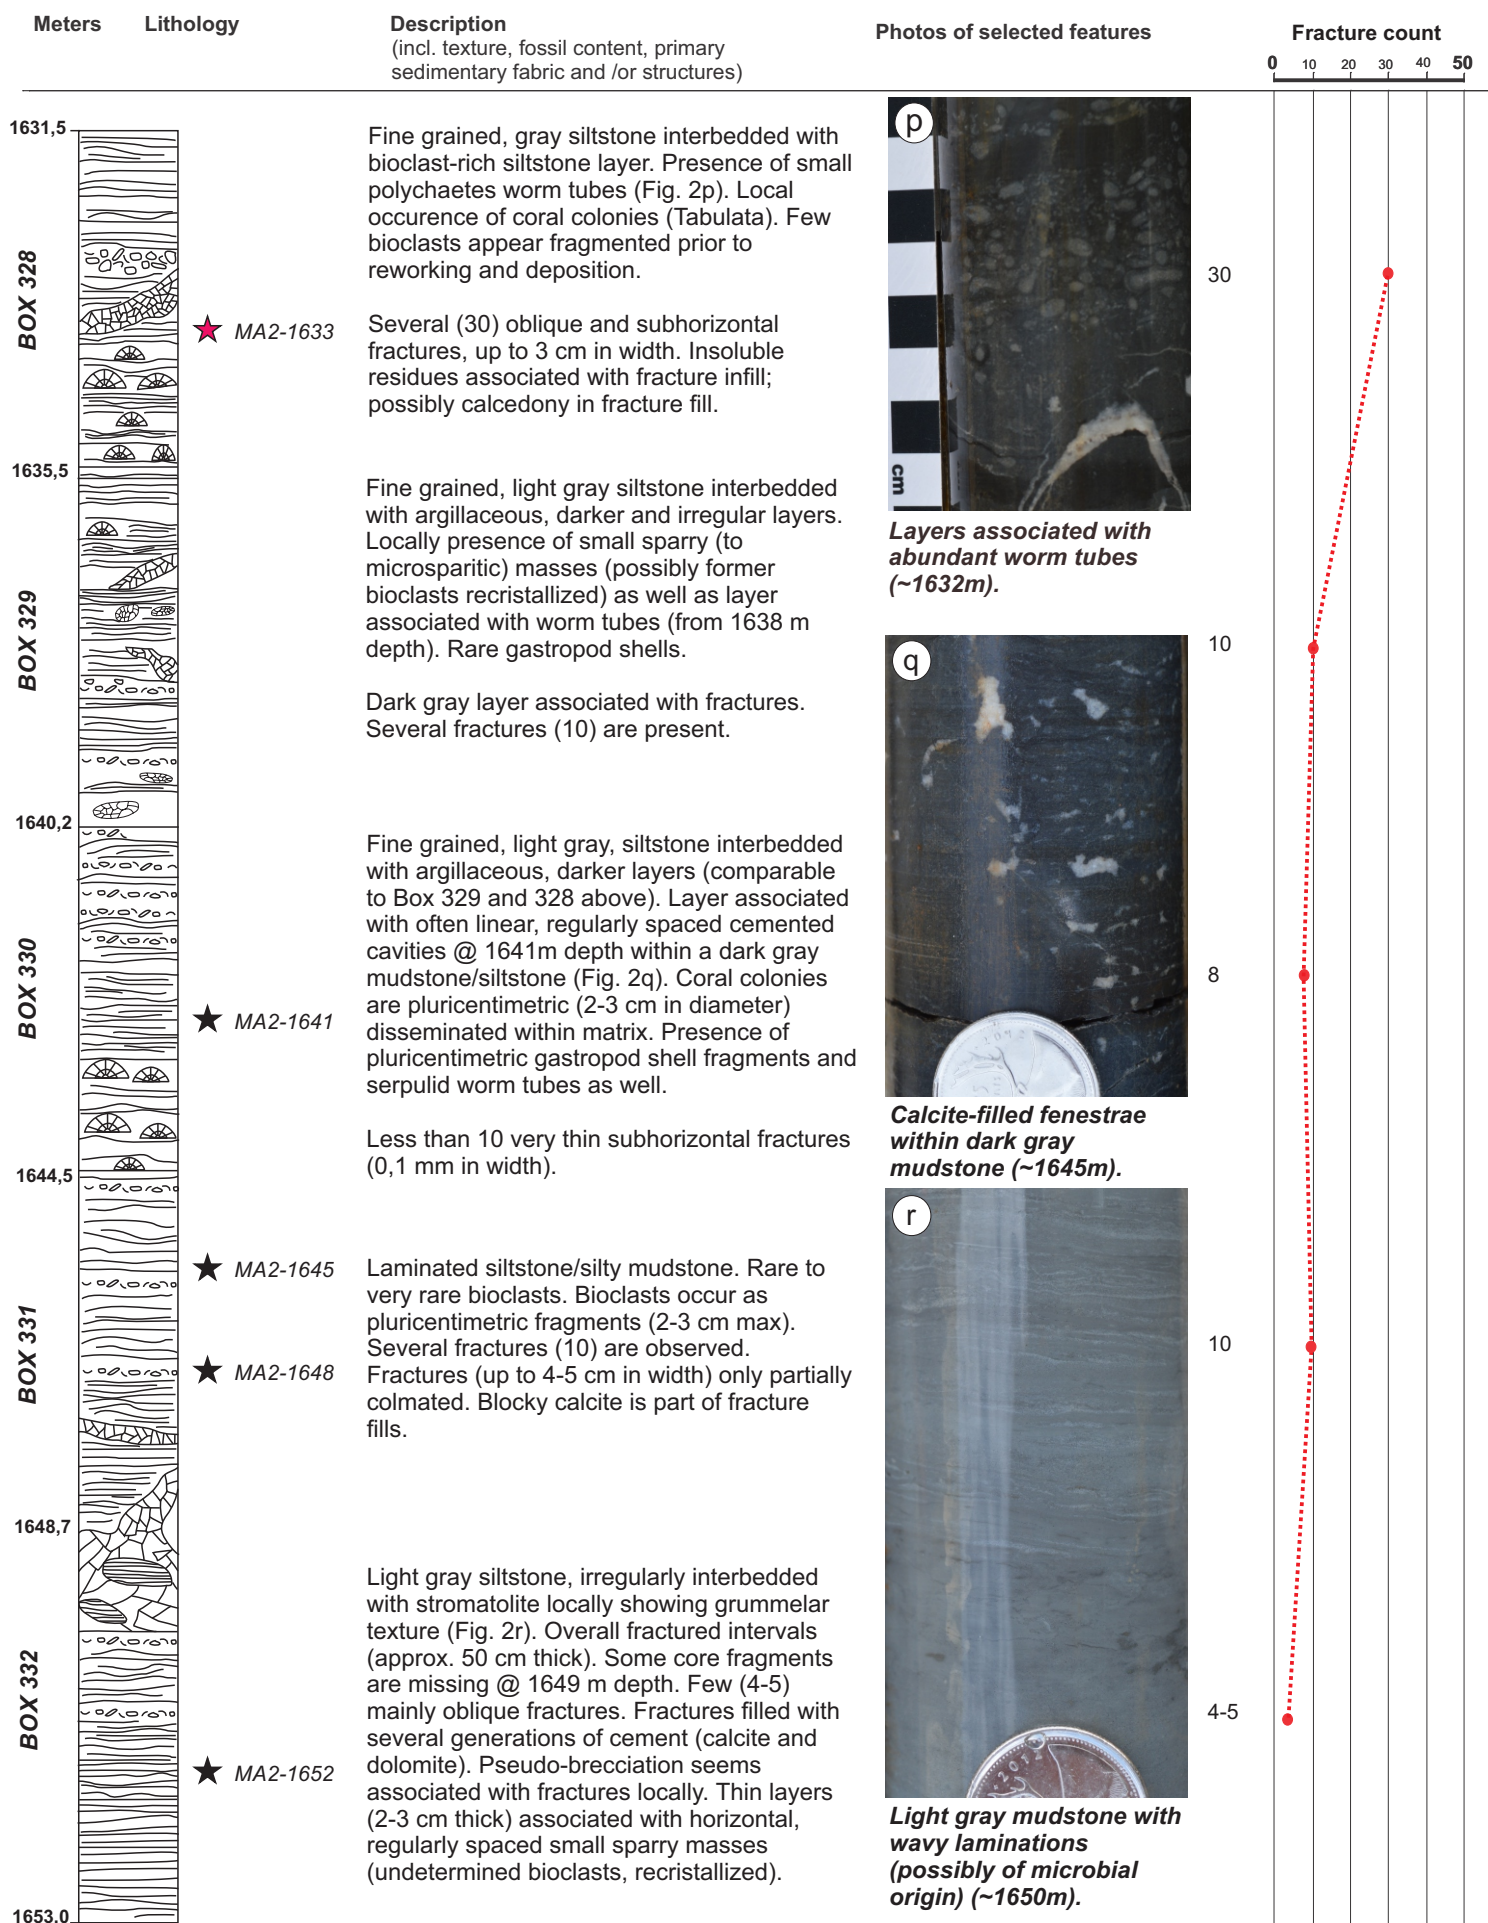 Meters
Lithology
Description
(incl. texture, fossil content, primary
sedimentary fabric and /or structures)
Photos of selected features
Fracture count
0 10 20 30 40 50
1631,5
BOX 328
MA2-1633
Fine grained, gray siltstone interbedded with
bioclast-rich siltstone layer. Presence of small
polychaetes worm tubes (Fig. 2p). Local
occurence of coral colonies (Tabulata). Few
bioclasts appear fragmented prior to
reworking and deposition.
Several (30) oblique and subhorizontal
fractures, up to 3 cm in width. Insoluble
residues associated with fracture infill;
possibly calcedony in fracture fill.
p
cm
Layers associated with
abundant worm tubes
(~1632m).
30
1635,5
BOX 329
Fine grained, light gray siltstone interbedded
with argillaceous, darker and irregular layers.
Locally presence of small sparry (to
microsparitic) masses (possibly former
bioclasts recristallized) as well as layer
associated with worm tubes (from 1638 m
depth). Rare gastropod shells.
Dark gray layer associated with fractures.
Several fractures (10) are present.
10
q
2012
Calcite-filled fenestrae
within dark gray
mudstone (~1645m).
1640,2
BOX 330
MA2-1641
Fine grained, light gray, siltstone interbedded
with argillaceous, darker layers (comparable
to Box 329 and 328 above). Layer associated
with often linear, regularly spaced cemented
cavities @ 1641m depth within a dark gray
mudstone/siltstone (Fig. 2q). Coral colonies
are pluricentimetric (2-3 cm in diameter)
disseminated within matrix. Presence of
pluricentimetric gastropod shell fragments and
serpulid worm tubes as well.
Less than 10 very thin subhorizontal fractures
(0,1 mm in width).
8
1644,5
BOX 331
MA2-1645
MA2-1648
Laminated siltstone/silty mudstone. Rare to
very rare bioclasts. Bioclasts occur as
pluricentimetric fragments (2-3 cm max).
Several fractures (10) are observed.
Fractures (up to 4-5 cm in width) only partially
colmated. Blocky calcite is part of fracture
fills.
r
10
1648,7
BOX 332
MA2-1652
Light gray siltstone, irregularly interbedded
with stromatolite locally showing grummelar
texture (Fig. 2r). Overall fractured intervals
(approx. 50 cm thick). Some core fragments
are missing @ 1649 m depth. Few (4-5)
mainly oblique fractures. Fractures filled with
several generations of cement (calcite and
dolomite). Pseudo-brecciation seems
associated with fractures locally. Thin layers
(2-3 cm thick) associated with horizontal,
regularly spaced small sparry masses
(undetermined bioclasts, recristallized).
4-5
Light gray mudstone with
wavy laminations
(possibly of microbial
origin) (~1650m).
1653.0